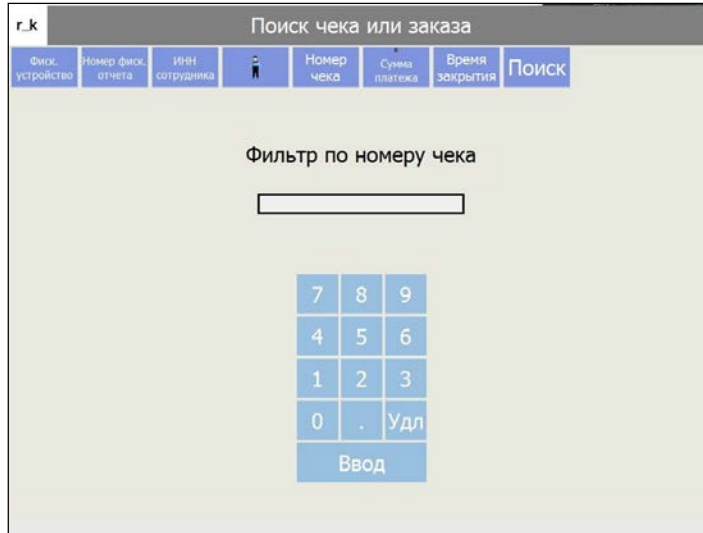 r_k
Поиск чека или заказа
Фиск.
устройство
Номер фиск.
отчета
ИНН
сотрудника
Номер
чека
Сумма
платежа
Время
закрытия
Поиск
Фильтр по номеру чека
7 8 9
4 5 6
1 2 3
0 . Удл
Ввод